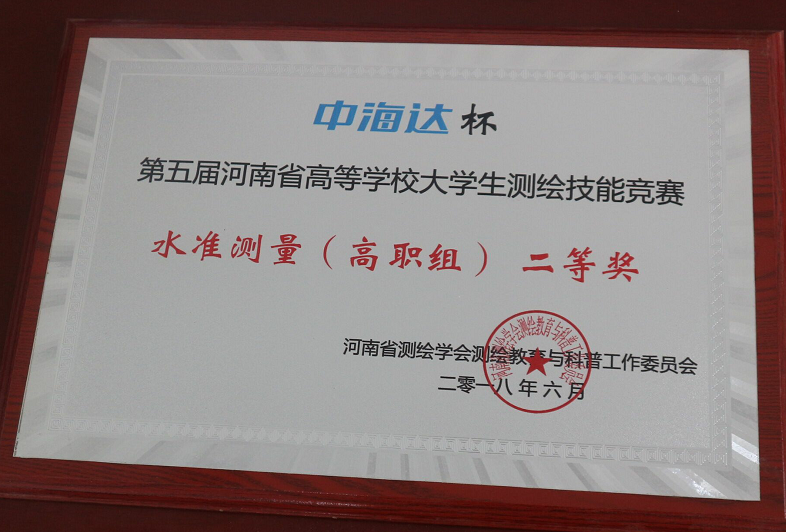 中海达杯
第五届河南省高等学校大学生测绘技能竞赛
水准测量（高职组） 二等奖
河南省测绘学会测绘教育与科普工作委员会
二零一八年六月